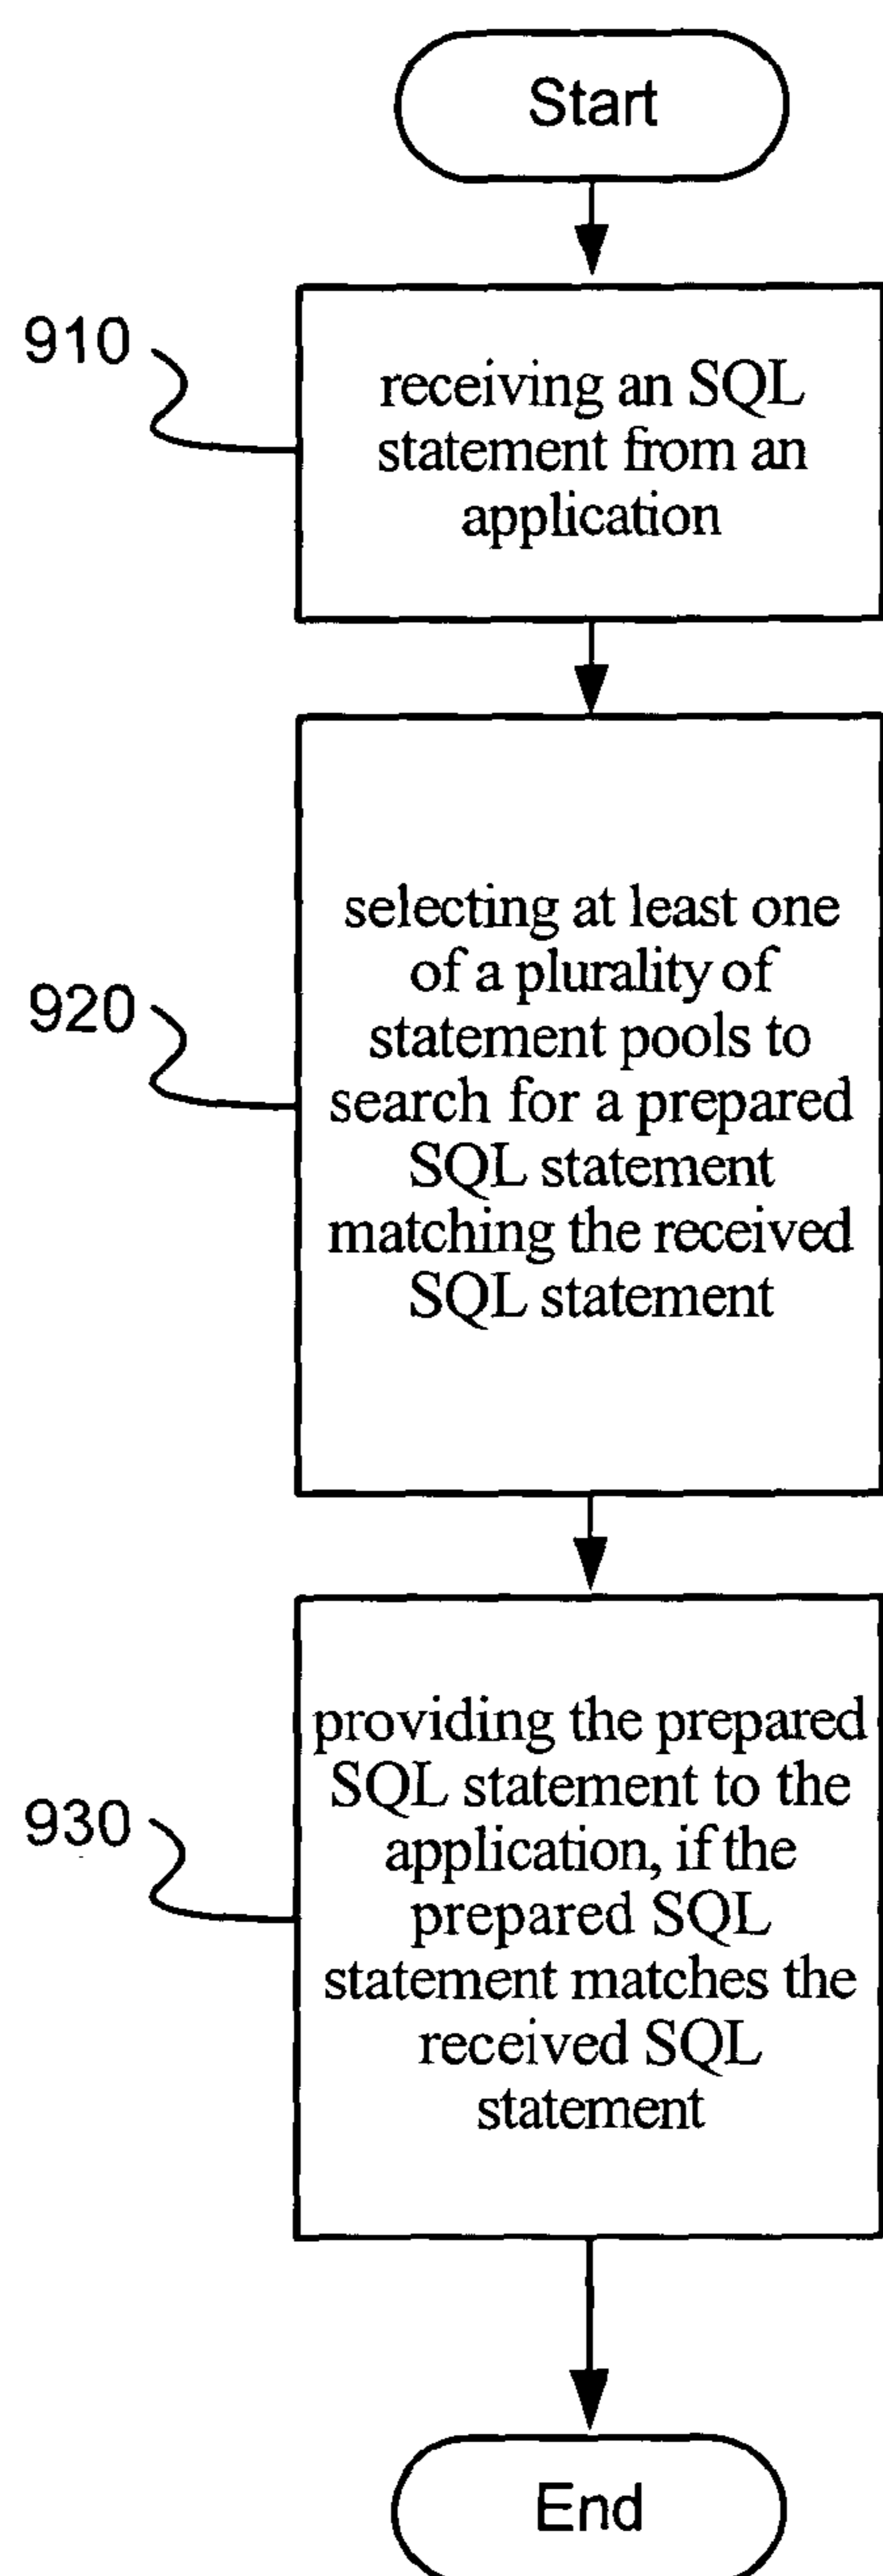 Start
910
receiving an SQL
statement from an
application
920
selecting at least one
of a plurality of
statement pools to
search for a prepared
SQL statement
matching the received
SQL statement
930
providing the prepared
SQL statement to the
application, if the
prepared SQL
statement matches the
received SQL
statement
End